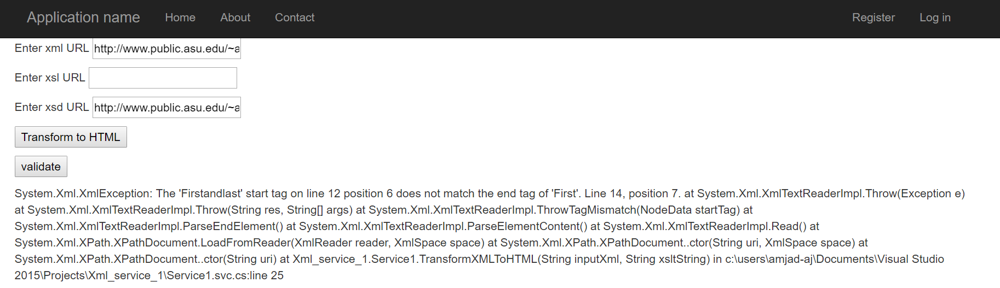 Application name Home About Contact Register Log in
Enter xml URL http://www.public.asu.edu/~a
Enter xsl URL
Enter xsd URL http://www.public.asu.edu/~a
Transform to HTML
validate
System.Xml.XmlException: The 'Firstandlast' start tag on line 12 position 6 does not match the end tag of 'First'. Line 14, position 7. at System.Xml.XmlTextReaderImpl.Throw(Exception e)
at System.Xml.XmlTextReaderImpl.Throw(String res, String[] args) at System.Xml.XmlTextReaderImpl.ThrowTagMismatch(NodeData startTag) at
System.Xml.XmlTextReaderImpl.ParseEndElement() at System.Xml.XmlTextReaderImpl.ParseElementContent() at System.Xml.XmlTextReaderImpl.Read() at
System.Xml.XPath.XPathDocument.LoadFromReader(XmlReader reader, XmlSpace space) at System.Xml.XPath.XPathDocument..ctor(String uri, XmlSpace space) at
System.Xml.XPath.XPathDocument..ctor(String uri) at Xml_service_1.Service1.TransformXMLToHTML(String inputXml, String xsltString) in c:\users\amjad-aj\Documents\Visual Studio
2015\Projects\Xml_service_1\Service1.svc.cs:line 25